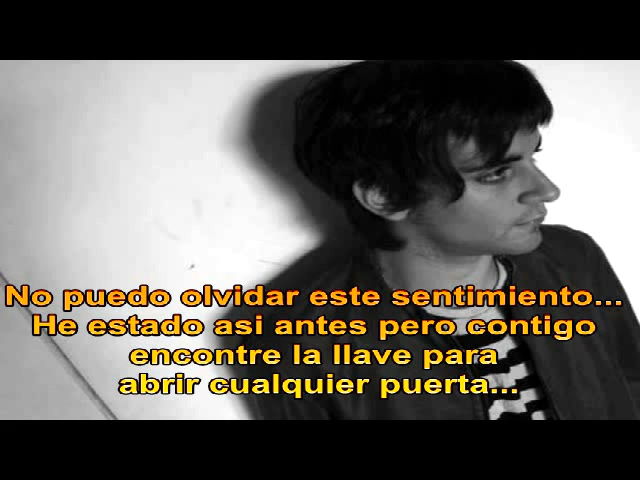 No puedo olvidar este sentimiento...
He estado asi antes pero contigo
encontre la llave para
abrir cualquier puerta...